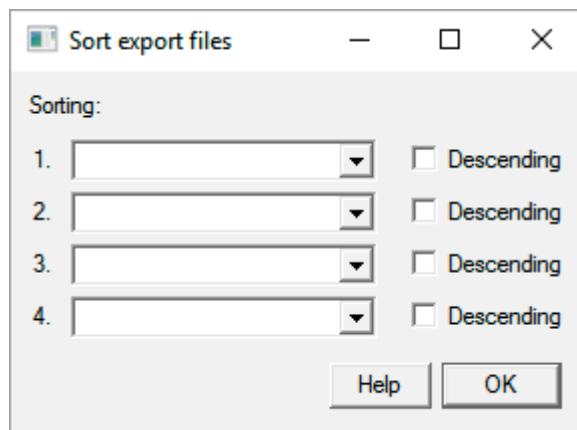 Sort export files
Sorting:
1. Descending
2. Descending
3. Descending
4. Descending
Help OK